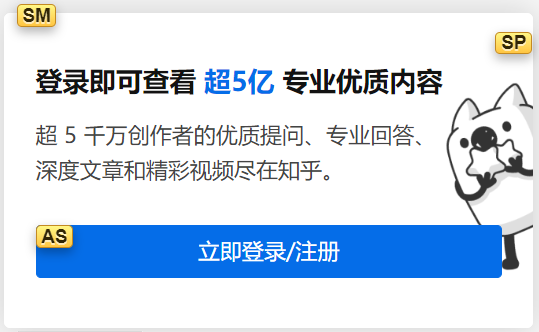 SM
SP
登录即可查看 超5亿 专业优质内容
超 5 千万创作者的优质提问、专业回答、
深度文章和精彩视频尽在知乎。
AS
立即登录/注册